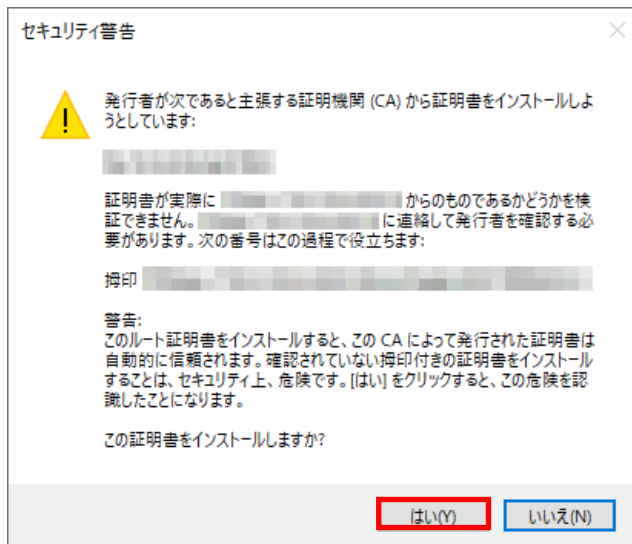 セキュリティ警告
発行者が次であると主張する証明機関 (CA) から証明書をインストールしよ
うとしています:
証明書が実際に からのものであるかどうかを検
証できません。 に連絡して発行者を確認する必
要があります。次の番号はこの過程で役立ちます:
拇印
警告:
このルート証明書をインストールすると、この CA によって発行された証明書は
自動的に信頼されます。確認されていない拇印付きの証明書をインストール
することは、セキュリティ上、危険です。[はい] をクリックすると、この危険を認
識したことになります。
この証明書をインストールしますか?
はい(Y)
いいえ(N)